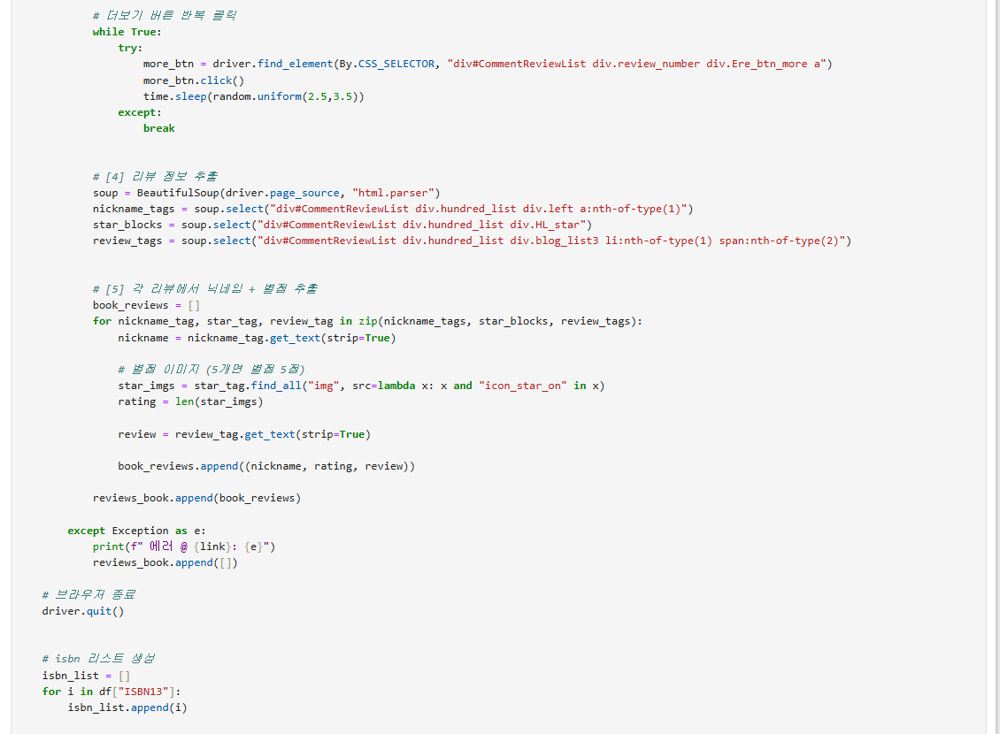 # 더보기 버튼 반복 클릭
while True:
try:
more_btn = driver.find_element(By.CSS_SELECTOR, "div#CommentReviewList div.review_number div.Ere_btn_more a")
more_btn.click()
time.sleep(random.uniform(2.5,3.5))
except:
break
# [4] 리뷰 정보 추출
soup = BeautifulSoup(driver.page_source, "html.parser")
nickname_tags = soup.select("div#CommentReviewList div.hundred_list div.left a:nth-of-type(1)")
star_blocks = soup.select("div#CommentReviewList div.hundred_list div.HL_star")
review_tags = soup.select("div#CommentReviewList div.hundred_list div.blog_list3 li:nth-of-type(1) span:nth-of-type(2)")
# [5] 각 리뷰에서 닉네임 + 별점 추출
book_reviews = []
for nickname_tag, star_tag, review_tag in zip(nickname_tags, star_blocks, review_tags):
nickname = nickname_tag.get_text(strip=True)
# 별점 이미지 (5개면 별점 5점)
star_imgs = star_tag.find_all("img", src=lambda x: x and "icon_star_on" in x)
rating = len(star_imgs)
review = review_tag.get_text(strip=True)
book_reviews.append((nickname, rating, review))
reviews_book.append(book_reviews)
except Exception as e:
print(f" 에러 @ {link}: {e}")
reviews_book.append([])
# 브라우저 종료
driver.quit()
# isbn 리스트 생성
isbn_list = []
for i in df["ISBN13"]:
isbn_list.append(i)